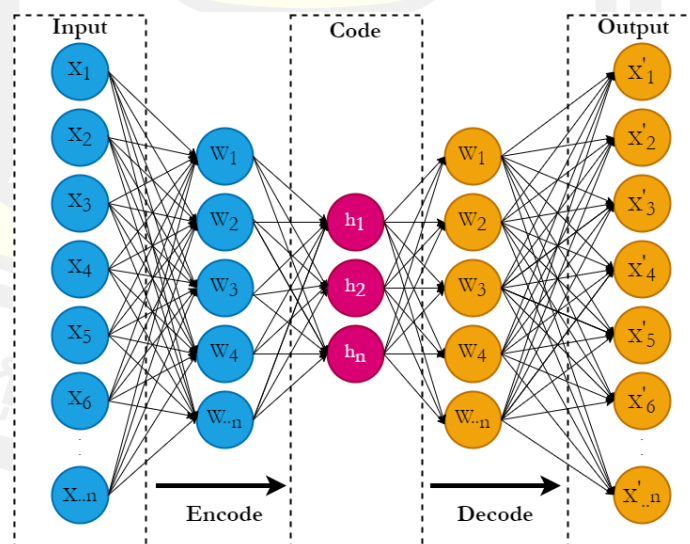 Input
Code
Output
X1
X2
X3
X4
X5
X6
.
.
X..n
W1
W2
W3
W4
W..n
h1
h2
hn
W1
W2
W3
W4
W..n
X'1
X'2
X'3
X'4
X'5
X'6
.
.
X'..n
Encode
Decode